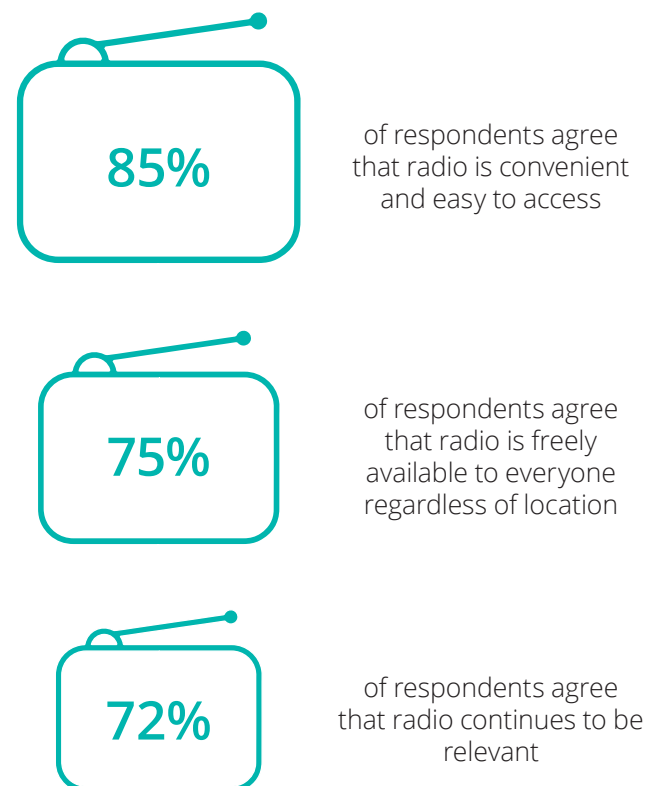 85%
of respondents agree
that radio is convenient
and easy to access
75%
of respondents agree
that radio is freely
available to everyone
regardless of location
72%
of respondents agree
that radio continues to be
relevant